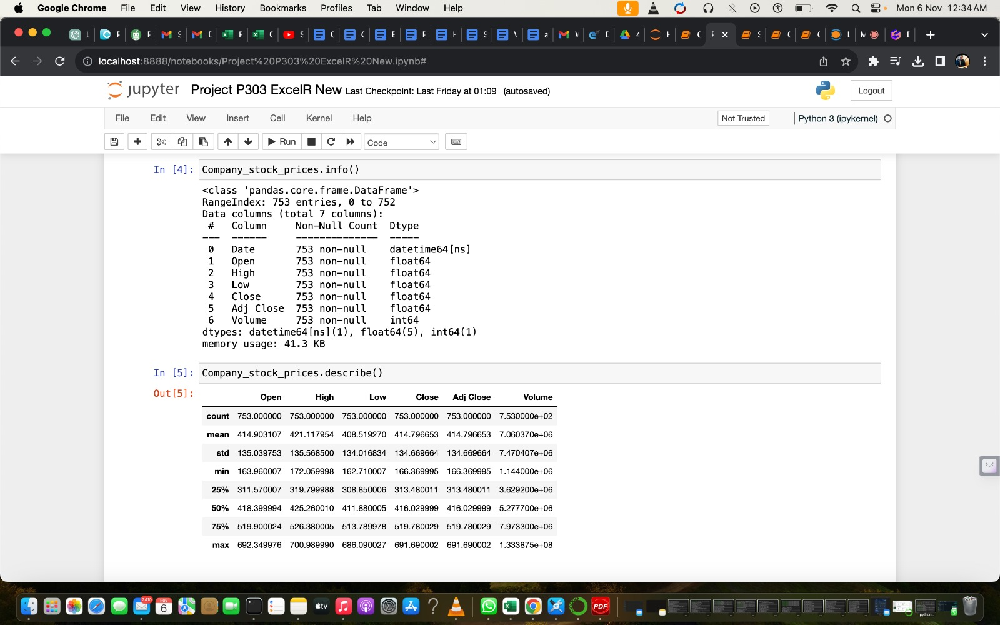 Google Chrome File Edit View History Bookmarks Profiles Tab Window Help Mon 6 Nov 12:34 AM
localhost:8888/notebooks/Project%20P303%20ExcelR%20New.ipynb#
jupyter Project P303 ExcelR New Last Checkpoint: Last Friday at 01:09 (autosaved) Logout
File Edit View Insert Cell Kernel Help Not Trusted Python 3 (ipykernel)
Run Code
In [4]: Company_stock_prices.info()
<class 'pandas.core.frame.DataFrame'>
RangeIndex: 753 entries, 0 to 752
Data columns (total 7 columns):
# Column Non-Null Count Dtype
--- ------ -------------- -----
0 Date 753 non-null datetime64[ns]
1 Open 753 non-null float64
2 High 753 non-null float64
3 Low 753 non-null float64
4 Close 753 non-null float64
5 Adj Close 753 non-null float64
6 Volume 753 non-null int64
dtypes: datetime64[ns](1), float64(5), int64(1)
memory usage: 41.3 KB
In [5]: Company_stock_prices.describe()
Out[5]:
Open High Low Close Adj Close Volume
count 753.000000 753.000000 753.000000 753.000000 753.000000 7.530000e+02
mean 414.903107 421.117954 408.519270 414.796653 414.796653 7.060370e+06
std 135.039753 135.568500 134.016834 134.669664 134.669664 7.470407e+06
min 163.960007 172.059998 162.710007 166.369995 166.369995 1.144000e+06
25% 311.570007 319.799988 308.850006 313.480011 313.480011 3.629200e+06
50% 418.399994 425.260010 411.880005 416.029999 416.029999 5.277700e+06
75% 519.900024 526.380005 513.789978 519.780029 519.780029 7.973300e+06
max 692.349976 700.989990 686.090027 691.690002 691.690002 1.333875e+08
7,410 NOV 6 tv PDF python...